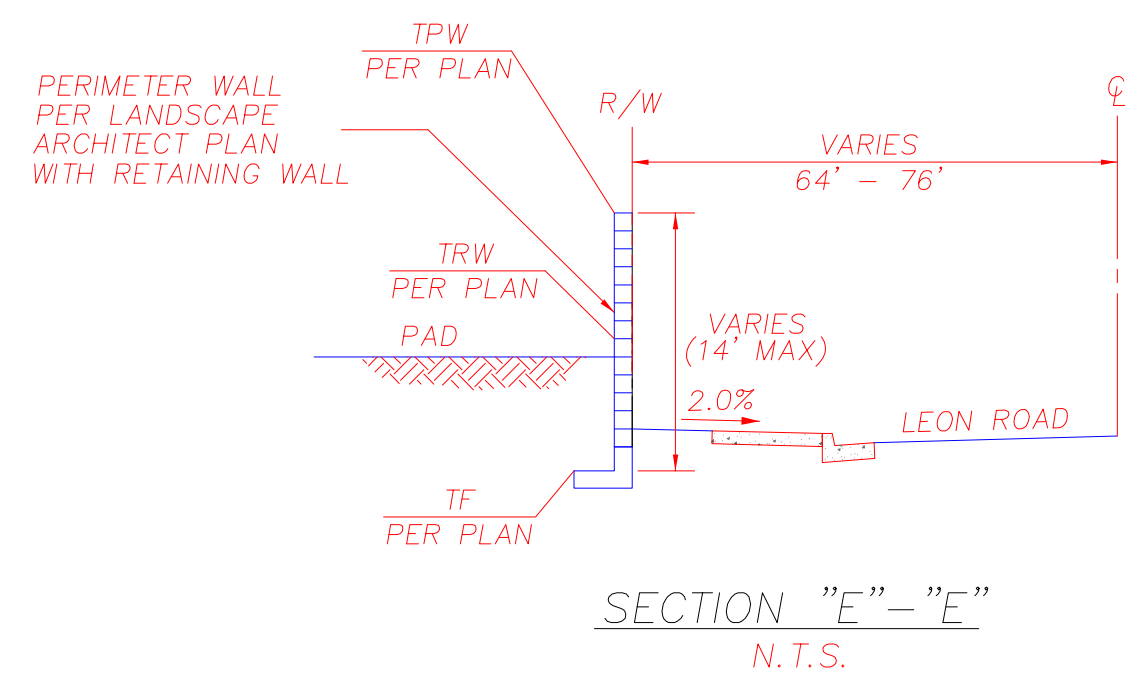 TPW
PER PLAN
PERIMETER WALL
PER LANDSCAPE
ARCHITECT PLAN
WITH RETAINING WALL
R/W
℄
VARIES
64' - 76'
TRW
PER PLAN
PAD
VARIES
(14' MAX)
2.0%
LEON ROAD
TF
PER PLAN
SECTION "E"-"E"
N.T.S.